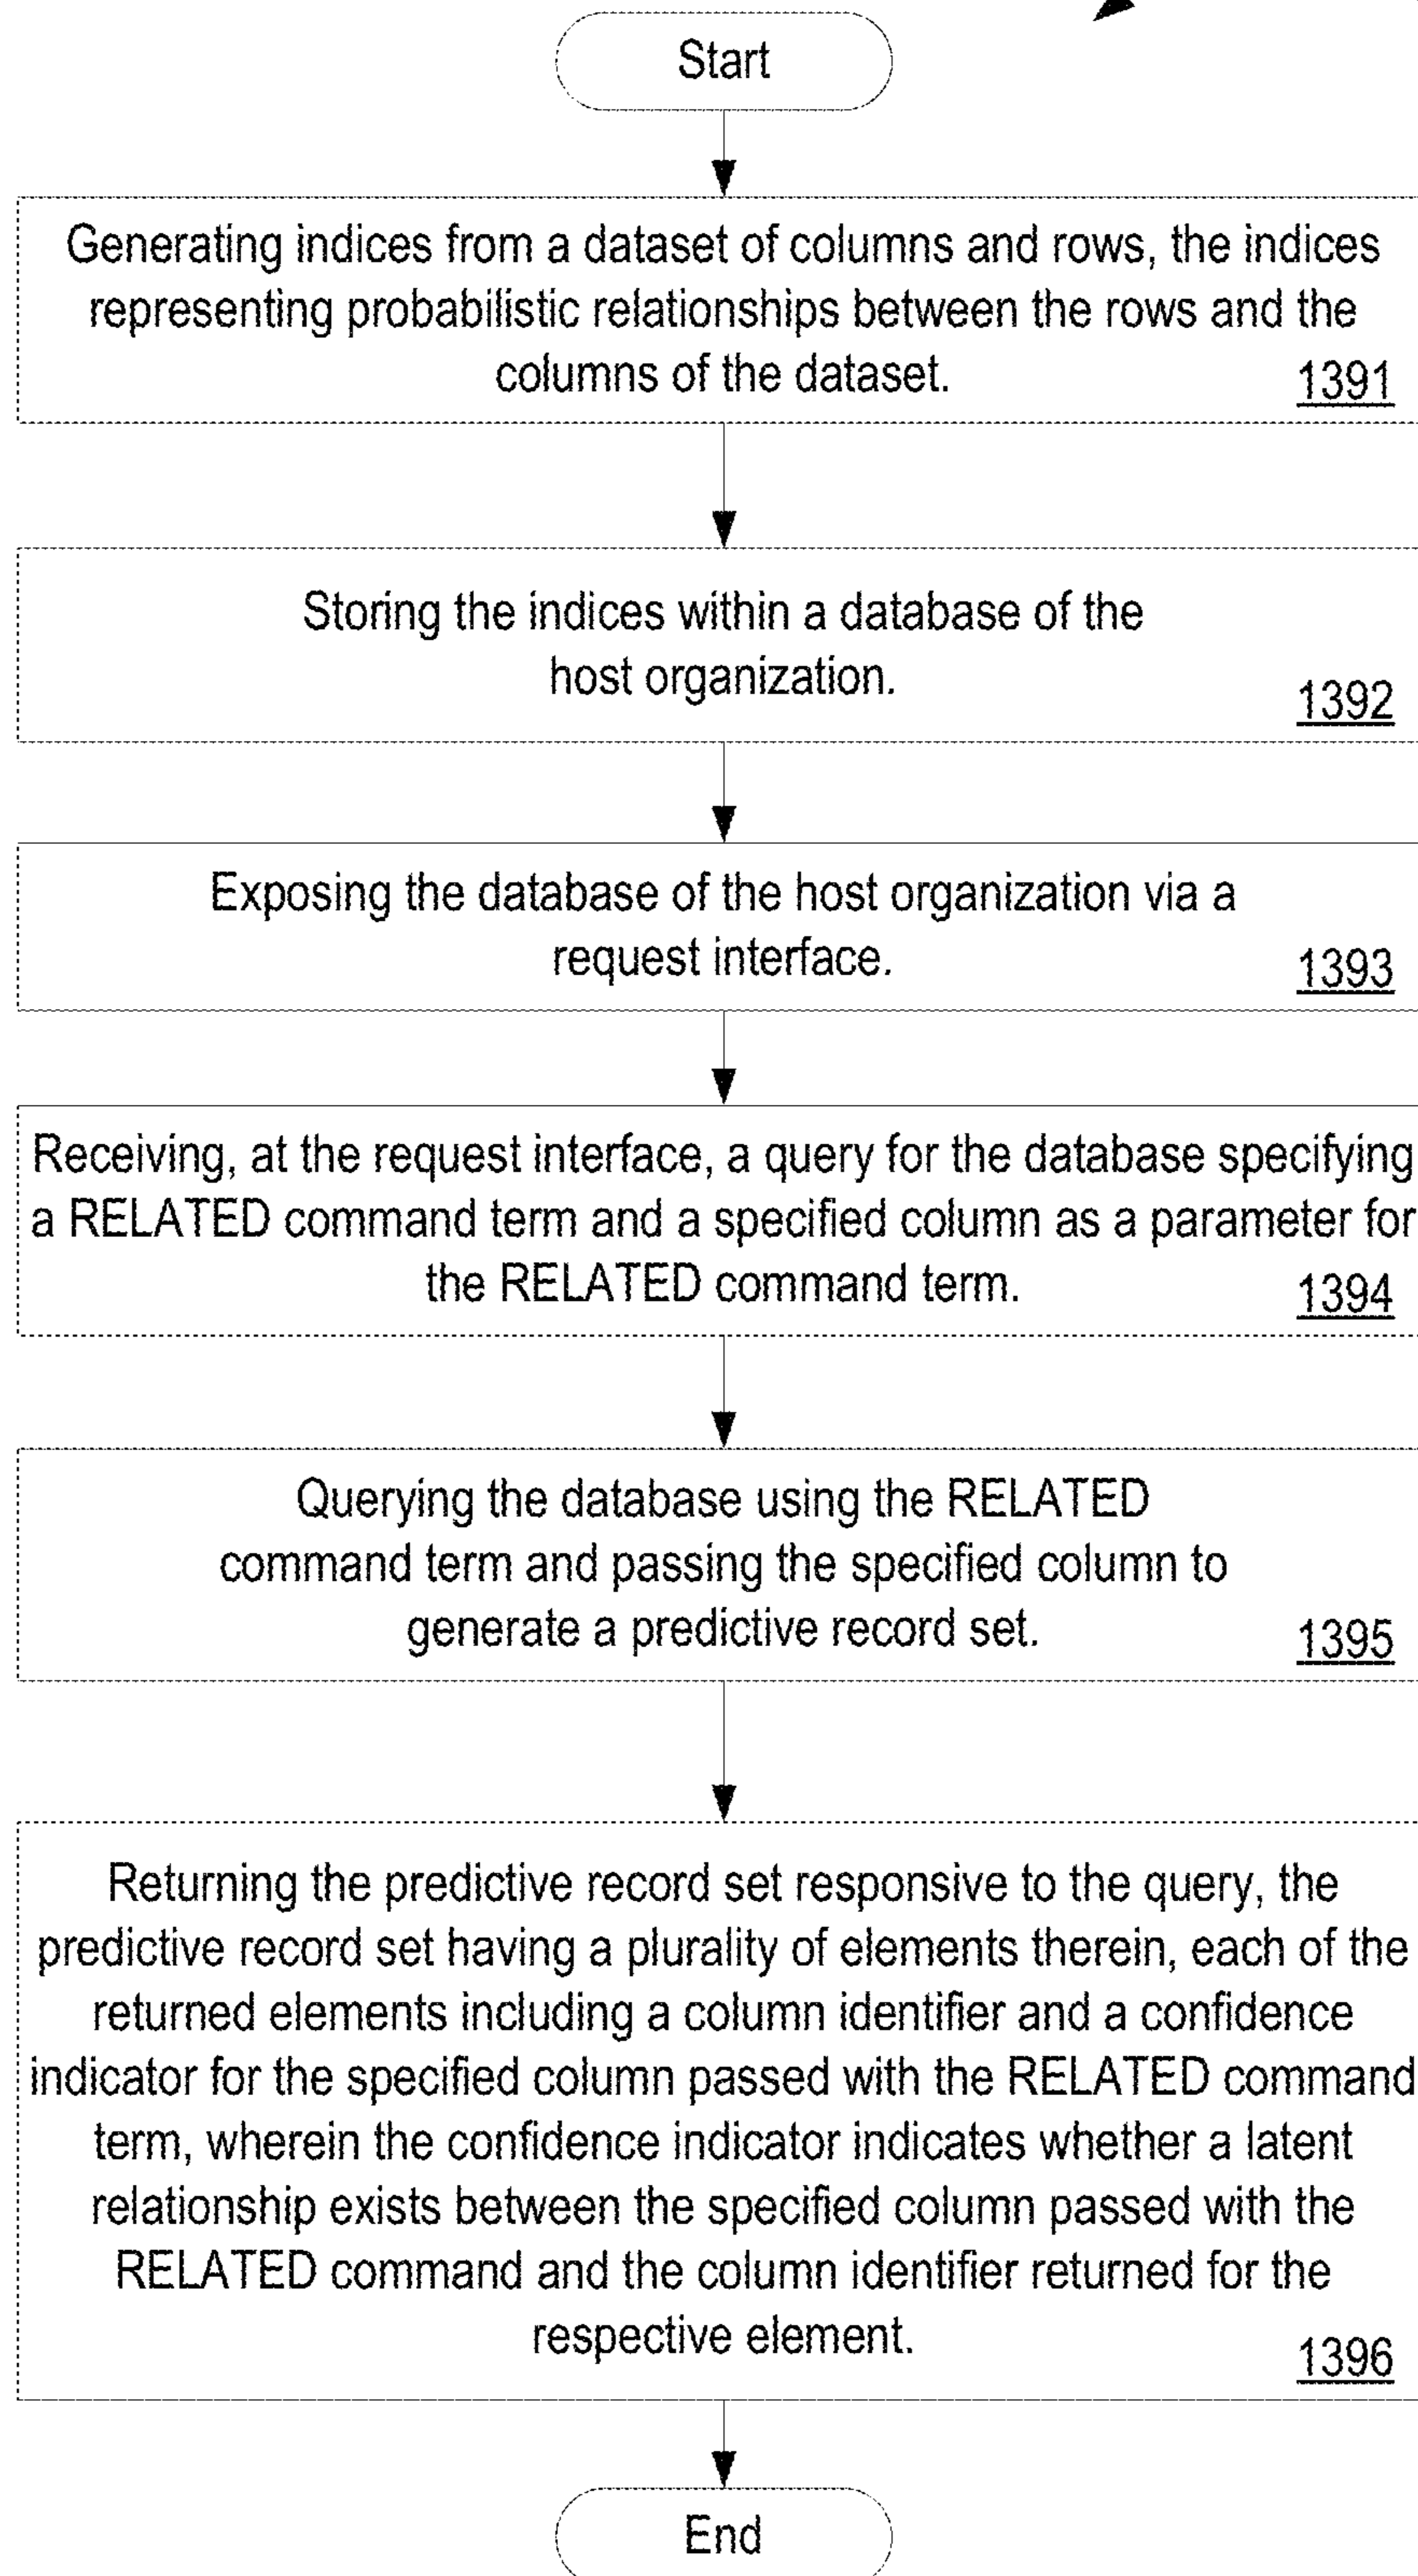 Start
Generating indices from a dataset of columns and rows, the indices
representing probabilistic relationships between the rows and the
columns of the dataset.
1391
Storing the indices within a database of the
host organization.
1392
Exposing the database of the host organization via a
request interface.
1393
Receiving, at the request interface, a query for the database specifying
a RELATED command term and a specified column as a parameter for
the RELATED command term.
1394
Querying the database using the RELATED
command term and passing the specified column to
generate a predictive record set.
1395
Returning the predictive record set responsive to the query, the
predictive record set having a plurality of elements therein, each of the
returned elements including a column identifier and a confidence
indicator for the specified column passed with the RELATED command
term, wherein the confidence indicator indicates whether a latent
relationship exists between the specified column passed with the
RELATED command and the column identifier returned for the
respective element.
1396
End